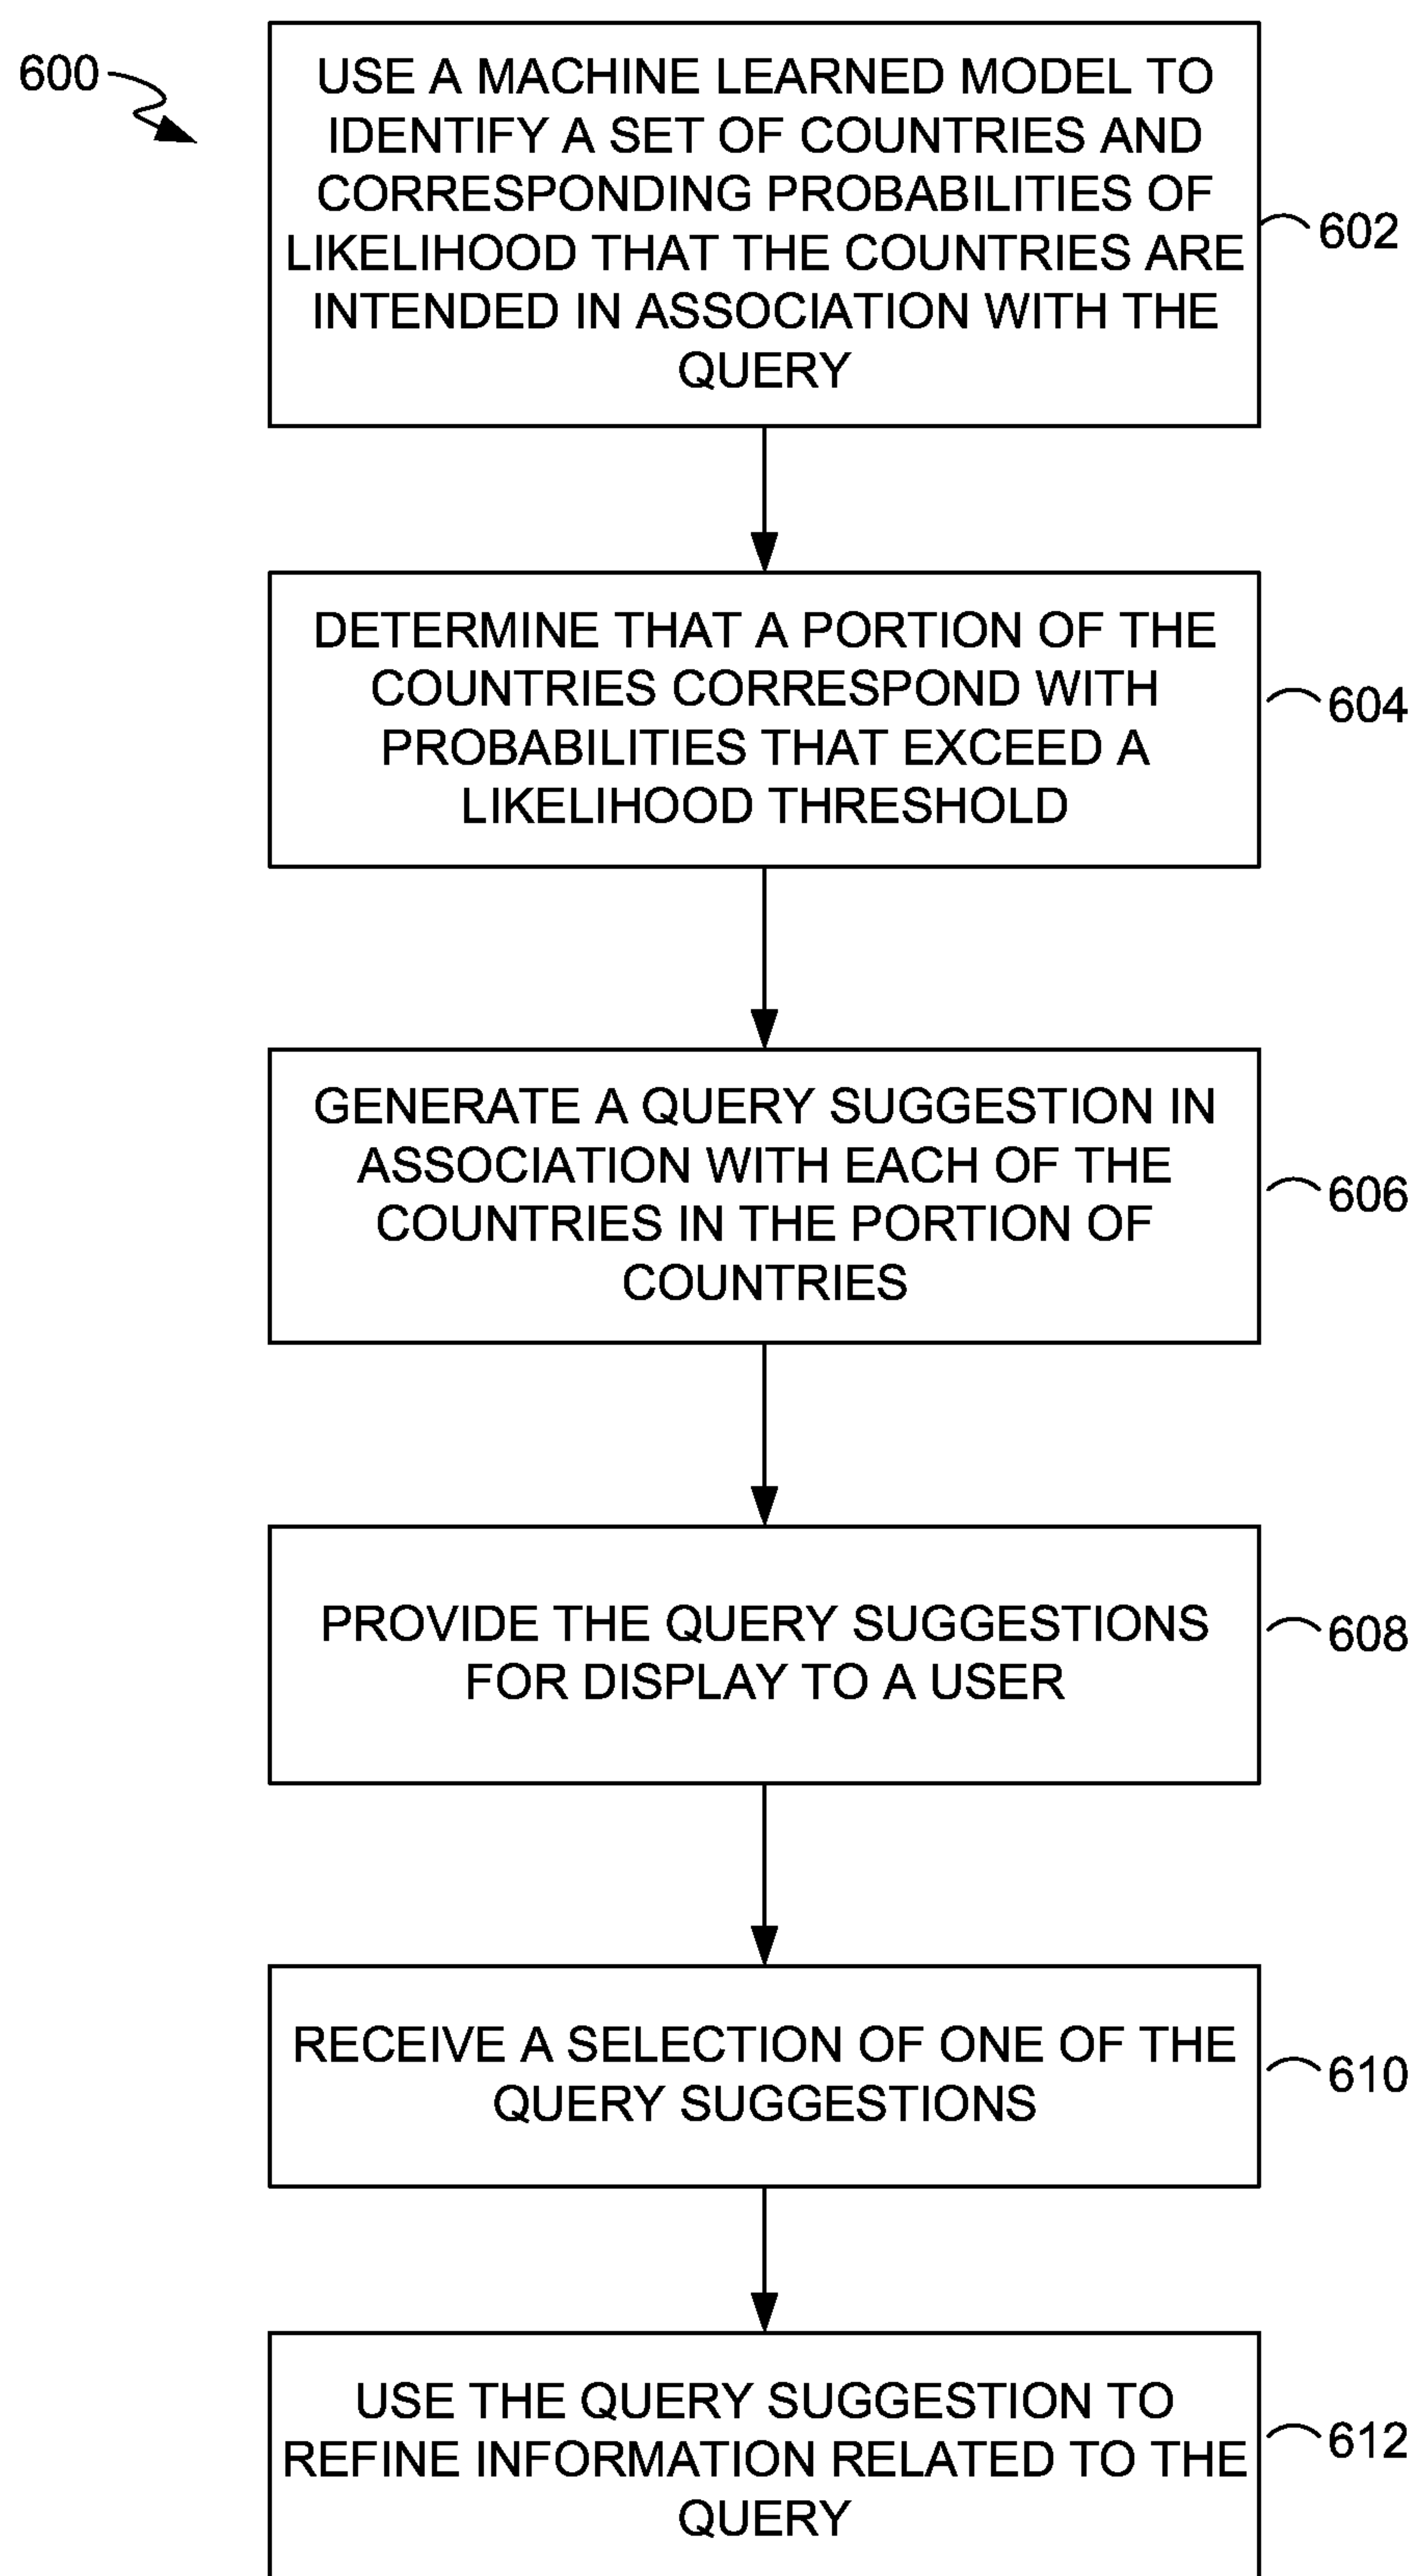 600
USE A MACHINE LEARNED MODEL TO
IDENTIFY A SET OF COUNTRIES AND
CORRESPONDING PROBABILITIES OF
LIKELIHOOD THAT THE COUNTRIES ARE
INTENDED IN ASSOCIATION WITH THE
QUERY
602
DETERMINE THAT A PORTION OF THE
COUNTRIES CORRESPOND WITH
PROBABILITIES THAT EXCEED A
LIKELIHOOD THRESHOLD
604
GENERATE A QUERY SUGGESTION IN
ASSOCIATION WITH EACH OF THE
COUNTRIES IN THE PORTION OF
COUNTRIES
606
PROVIDE THE QUERY SUGGESTIONS
FOR DISPLAY TO A USER
608
RECEIVE A SELECTION OF ONE OF THE
QUERY SUGGESTIONS
610
USE THE QUERY SUGGESTION TO
REFINE INFORMATION RELATED TO THE
QUERY
612